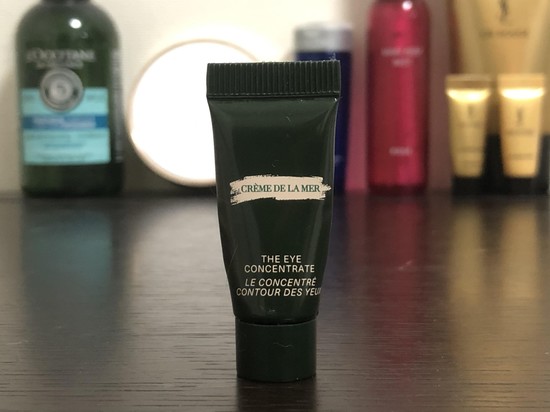 L'OCCITANE
CRÈME DE LA MER
THE EYE
CONCENTRATE
LE CONCENTRÉ
CONTOUR DES YEUX